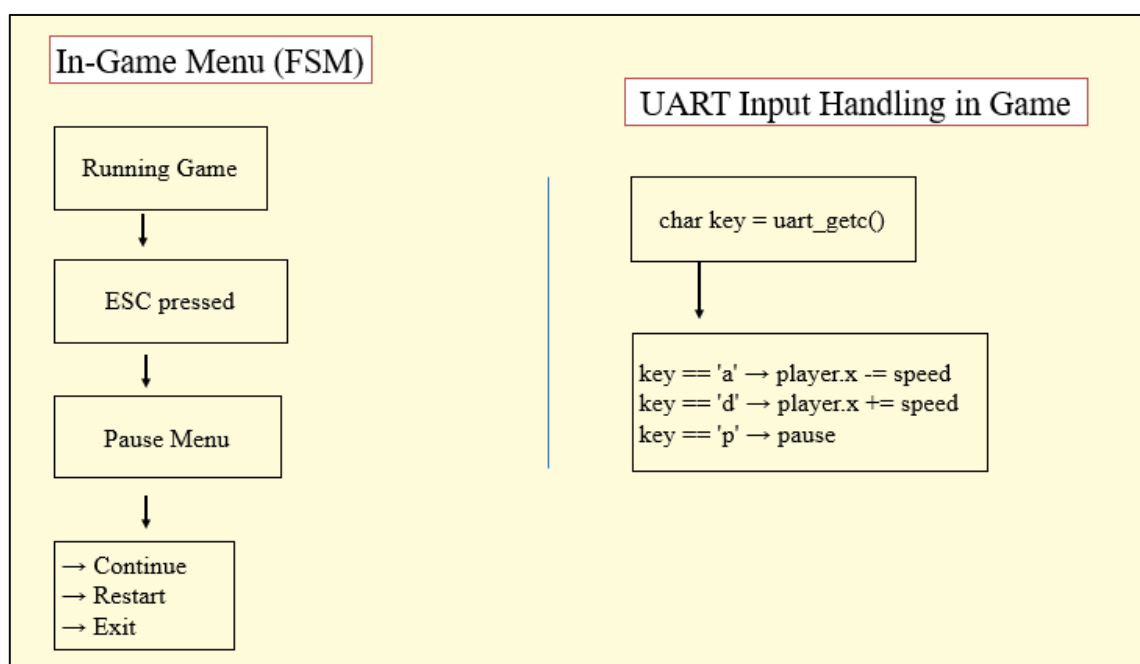 In-Game Menu (FSM)
Running Game
ESC pressed
Pause Menu
→ Continue
→ Restart
→ Exit
UART Input Handling in Game
char key = uart_getc()
key == 'a' → player.x -= speed
key == 'd' → player.x += speed
key == 'p' → pause